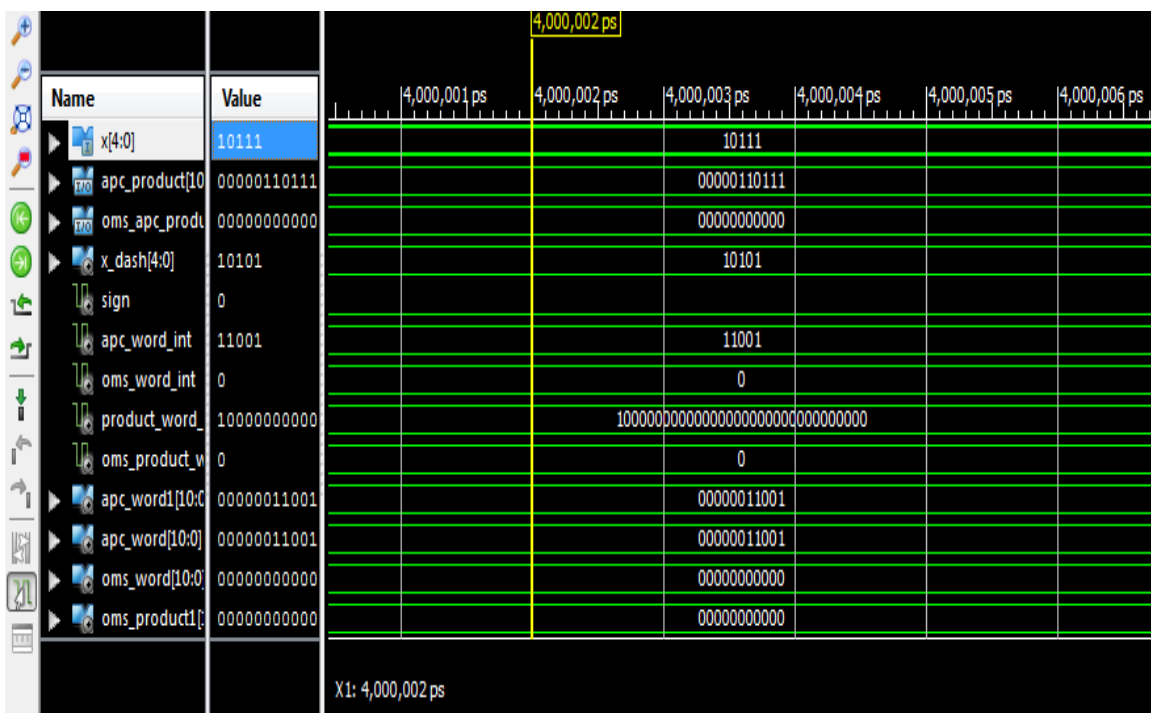 4,000,002 ps
Name Value 4,000,001 ps 4,000,002 ps 4,000,003 ps 4,000,004 ps 4,000,005 ps 4,000,006 ps
x[4:0] 10111 10111
apc_product[10 00000110111 00000110111
oms_apc_produ 00000000000 00000000000
x_dash[4:0] 10101 10101
sign 0
apc_word_int 11001 11001
oms_word_int 0 0
product_word_ 10000000000 10000000000000000000000000000000
oms_product_w 0 0
apc_word1[10:0 00000011001 00000011001
apc_word[10:0] 00000011001 00000011001
oms_word[10:0] 00000000000 00000000000
oms_product1[ 00000000000 00000000000
X1: 4,000,002 ps